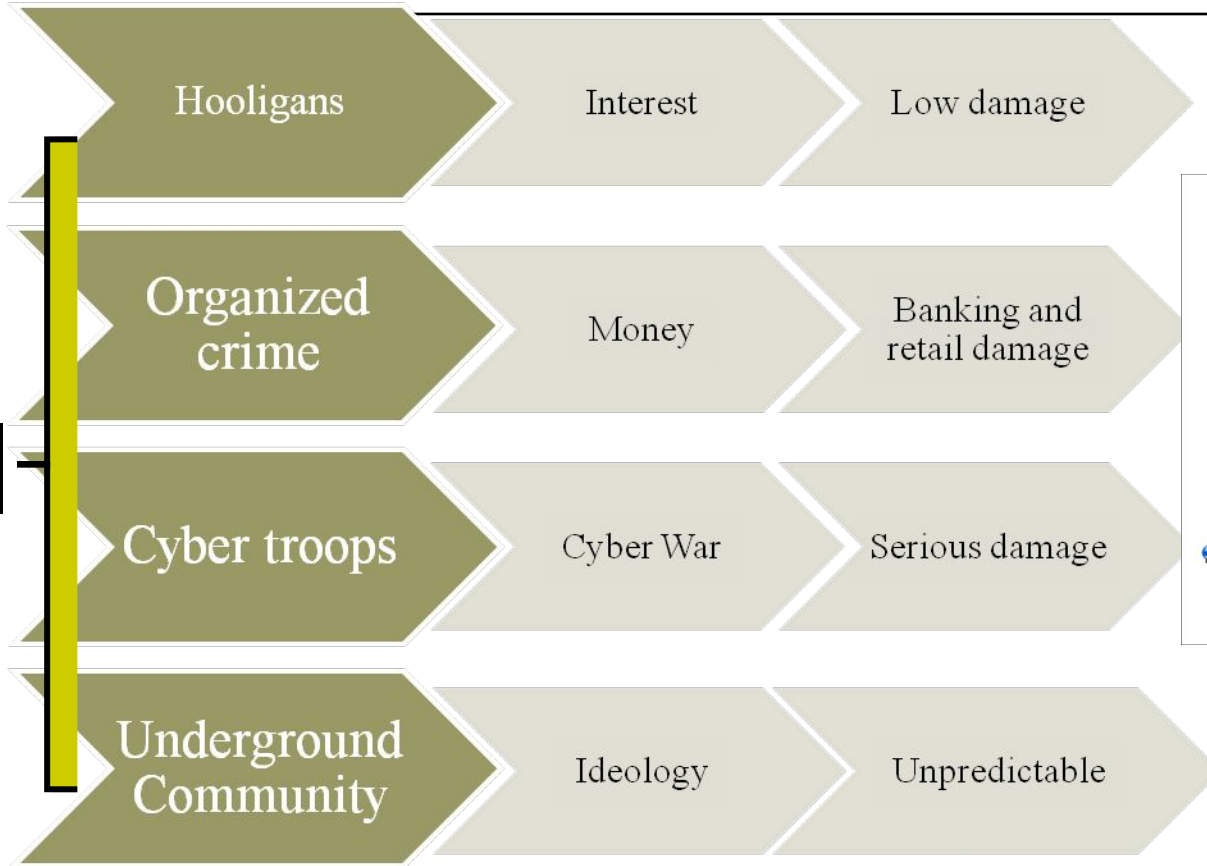 Hooligans
Interest
Low damage
Organized
crime
Money
Banking and
retail damage
Cyber troops
Cyber War
Serious damage
Underground
Community
Ideology
Unpredictable